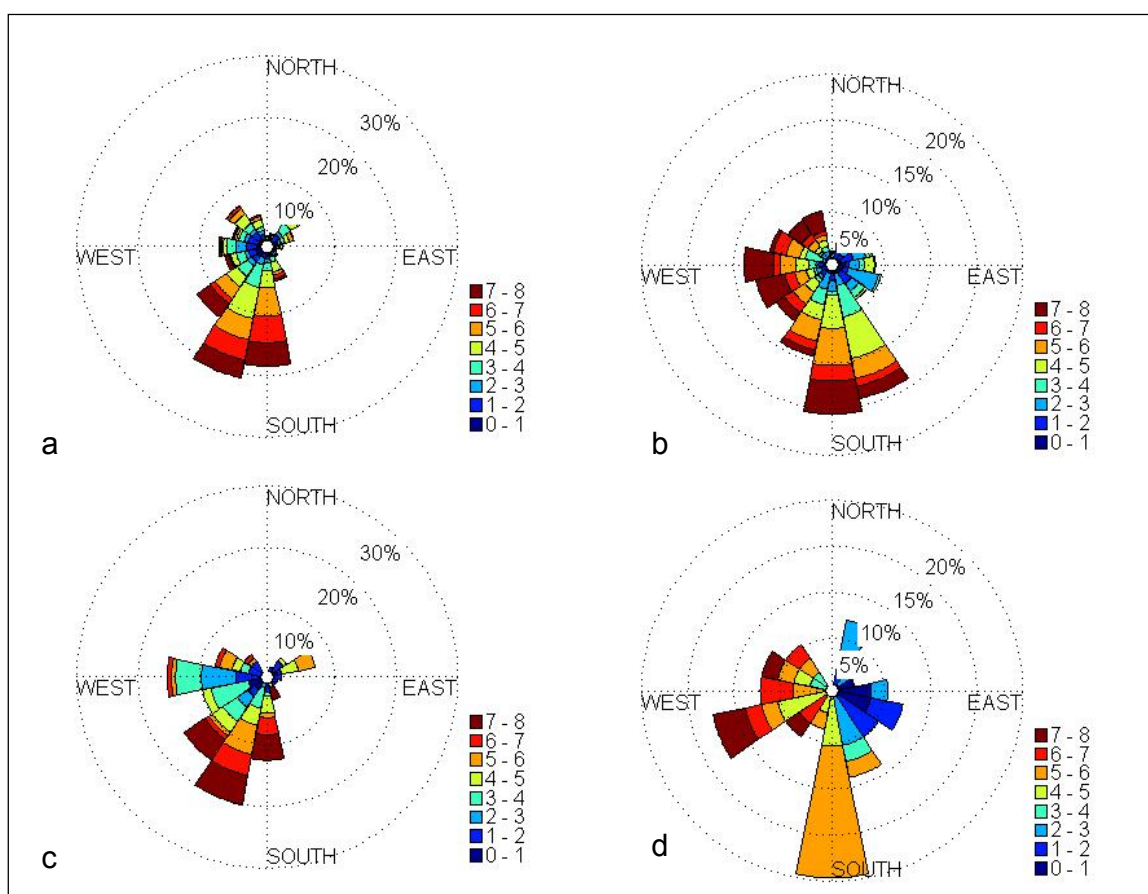 NORTH
30%
20%
10%
WEST
EAST
SOUTH
7 - 8
6 - 7
5 - 6
4 - 5
3 - 4
2 - 3
1 - 2
0 - 1
a
NORTH
20%
15%
10%
5%
WEST
EAST
SOUTH
7 - 8
6 - 7
5 - 6
4 - 5
3 - 4
2 - 3
1 - 2
0 - 1
b
NORTH
30%
20%
10%
WEST
EAST
SOUTH
7 - 8
6 - 7
5 - 6
4 - 5
3 - 4
2 - 3
1 - 2
0 - 1
c
NORTH
20%
15%
10%
5%
WEST
EAST
SOUTH
7 - 8
6 - 7
5 - 6
4 - 5
3 - 4
2 - 3
1 - 2
0 - 1
d